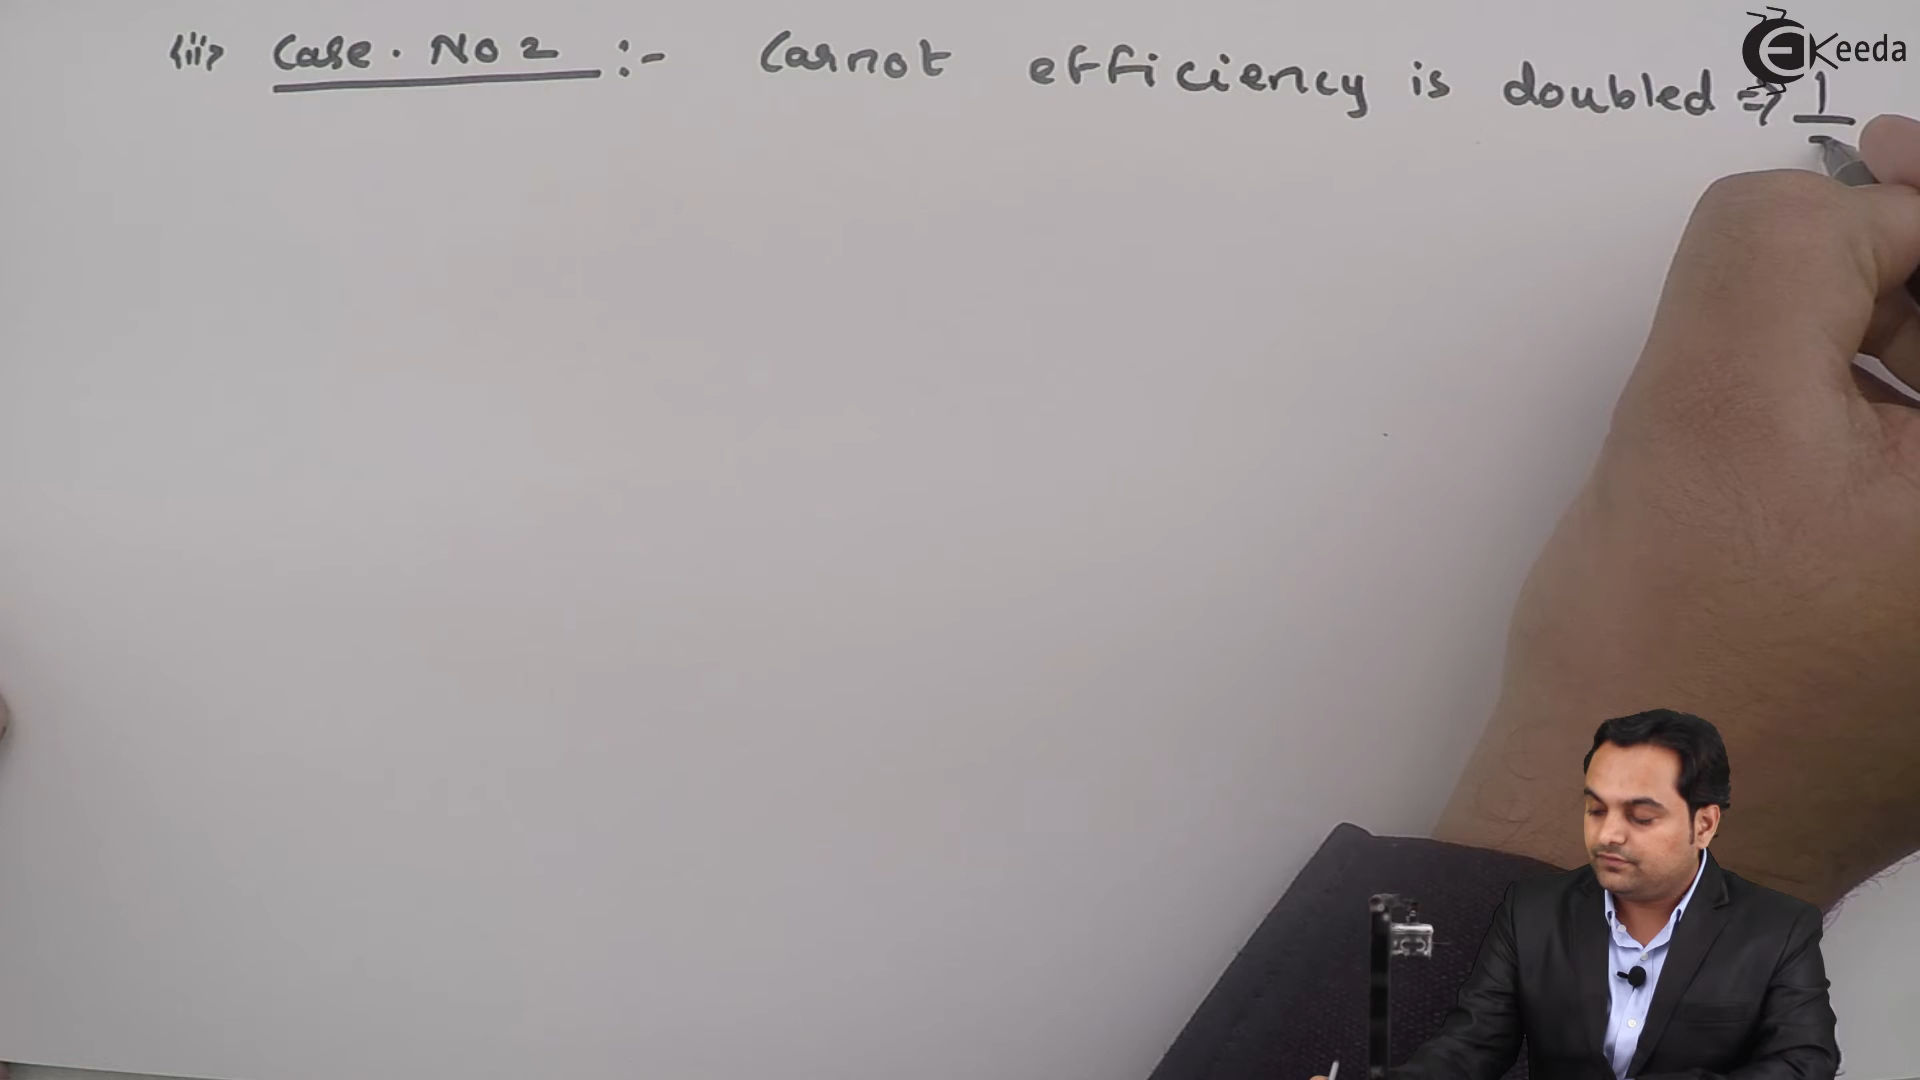 (ii) Case. No 2 :- Carnot efficiency is doubled ⇒ 1
EKeeda